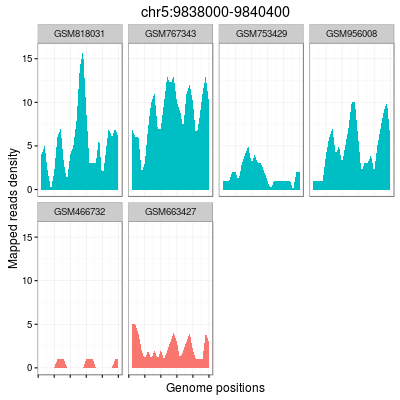 chr5:9838000-9840400
GSM818031 GSM767343 GSM753429 GSM956008
15
10
5
0
GSM466732 GSM663427
15
10
5
0
Mapped reads density
Genome positions